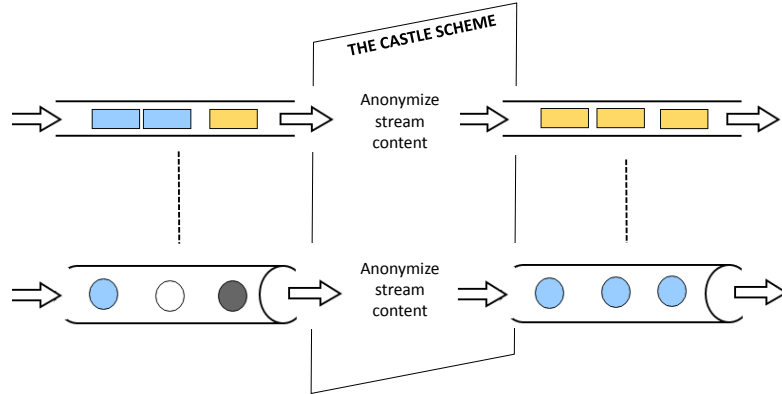 THE CASTLE SCHEME
Anonymize
stream
content
Anonymize
stream
content